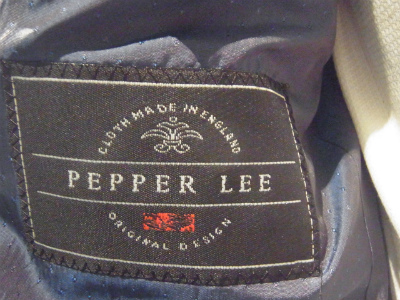 CLOTH MADE IN ENGLAND
PEPPER LEE
ORIGINAL DESIGN